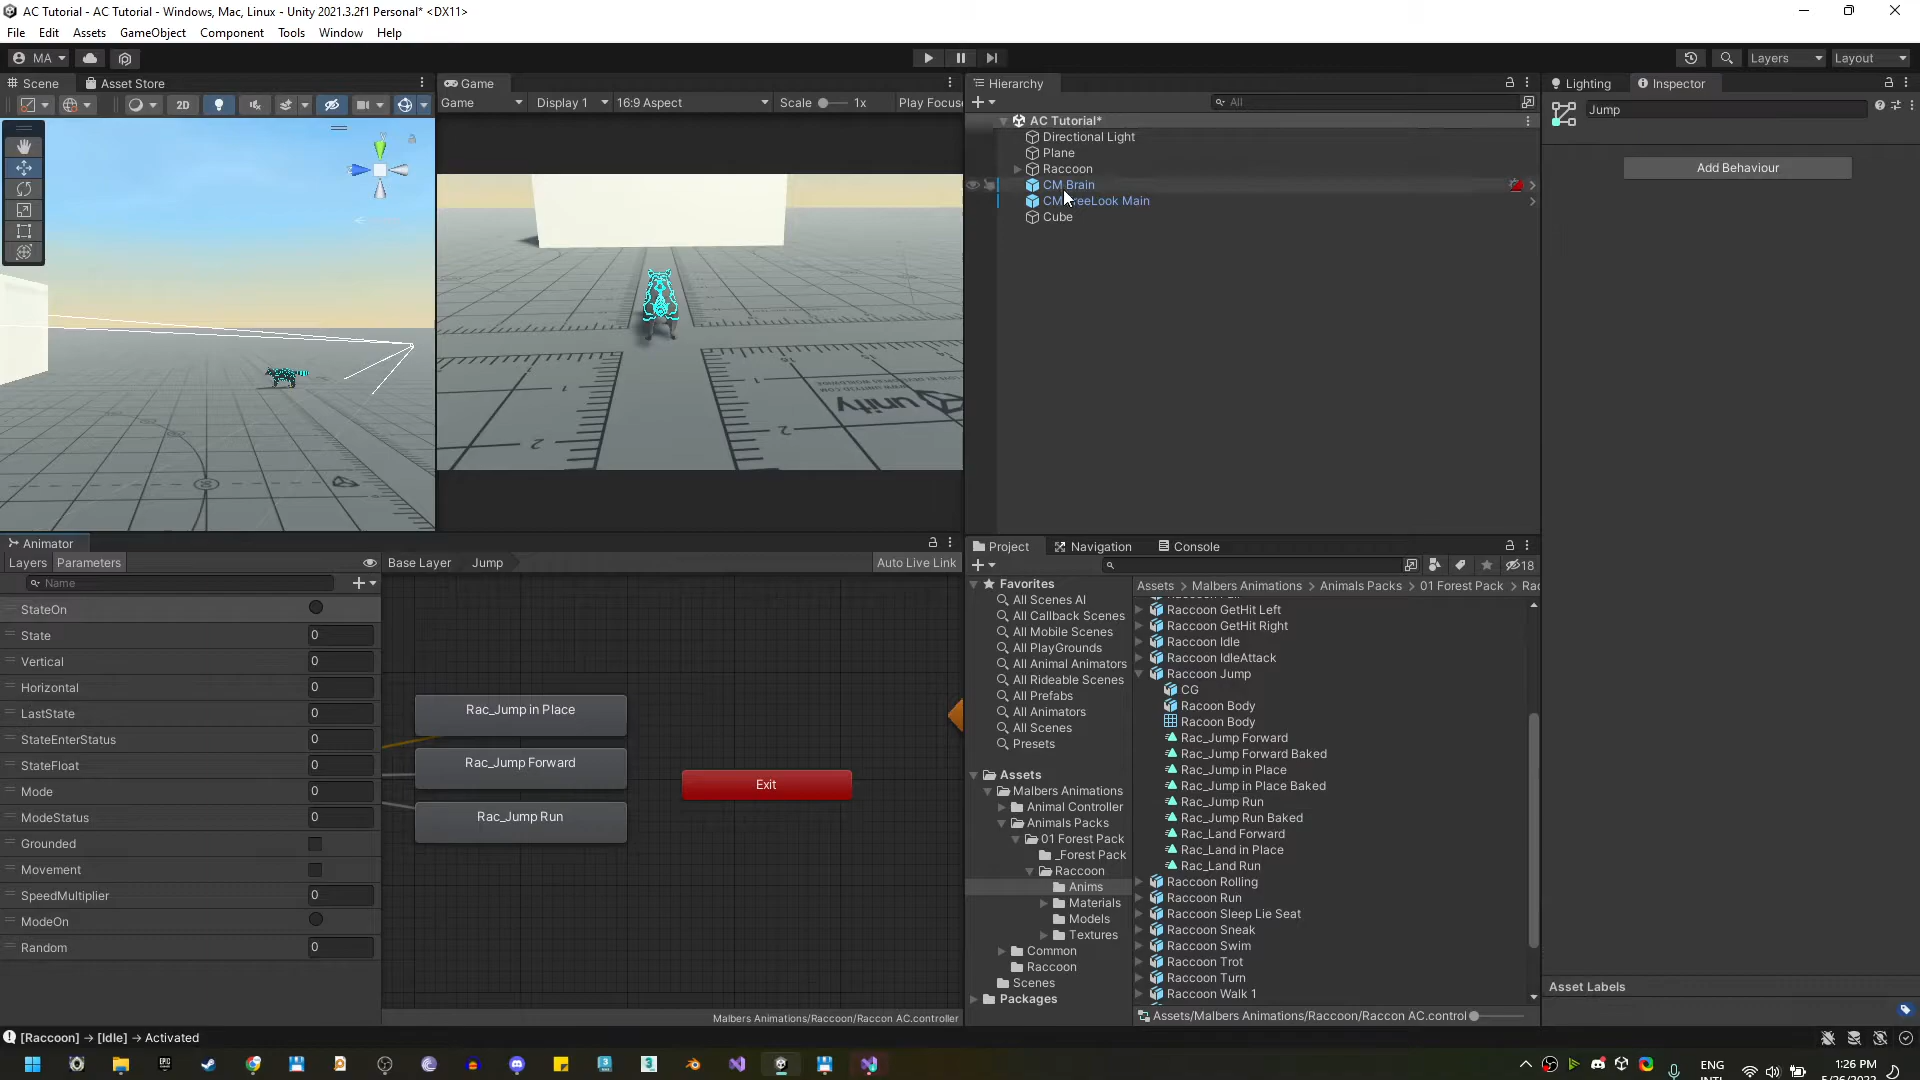 AC Tutorial - AC Tutorial - Windows, Mac, Linux - Unity 2021.3.2f1 Personal* <DX11>
File Edit Assets GameObject Component Tools Window Help
MA Layers Layout
Scene Asset Store
Game
Hierarchy
Lighting Inspector
2D
Game Display 1 16:9 Aspect Scale 1x Play Focuse
All
Jump
AC Tutorial*
Directional Light
Plane
Raccoon
CM Brain
CM FreeLook Main
Cube
Add Behaviour
unity
1
1
2
2
Animator
Layers Parameters
Base Layer Jump Auto Live Link
Name
StateOn
State 0
Vertical 0
Horizontal 0
LastState 0
StateEnterStatus 0
StateFloat 0
Mode 0
ModeStatus 0
Grounded
Movement
SpeedMultiplier 0
ModeOn
Random 0
Rac_Jump in Place
Rac_Jump Forward
Rac_Jump Run
Exit
Malbers Animations/Raccoon/Raccon AC.controller
Project Navigation Console
18
Favorites
All Scenes AI
All Callback Scenes
All Mobile Scenes
All PlayGrounds
All Animal Animators
All Rideable Scenes
All Prefabs
All Animators
All Scenes
Presets
Assets
Malbers Animations
Animal Controller
Animals Packs
01 Forest Pack
_Forest Pack
Raccoon
Anims
Materials
Models
Textures
Common
Raccoon
Scenes
Packages
Assets > Malbers Animations > Animals Packs > 01 Forest Pack > Rac
Raccoon GetHit Left
Raccoon GetHit Right
Raccoon Idle
Raccoon IdleAttack
Raccoon Jump
CG
Racoon Body
Racoon Body
Rac_Jump Forward
Rac_Jump Forward Baked
Rac_Jump in Place
Rac_Jump in Place Baked
Rac_Jump Run
Rac_Jump Run Baked
Rac_Land Forward
Rac_Land in Place
Rac_Land Run
Raccoon Rolling
Raccoon Run
Raccoon Sleep Lie Seat
Raccoon Sneak
Raccoon Swim
Raccoon Trot
Raccoon Turn
Raccoon Walk 1
Assets/Malbers Animations/Raccoon/Raccon AC.control
Asset Labels
[Raccoon] → [Idle] → Activated
ENG
INTL
1:26 PM
5/26/2022